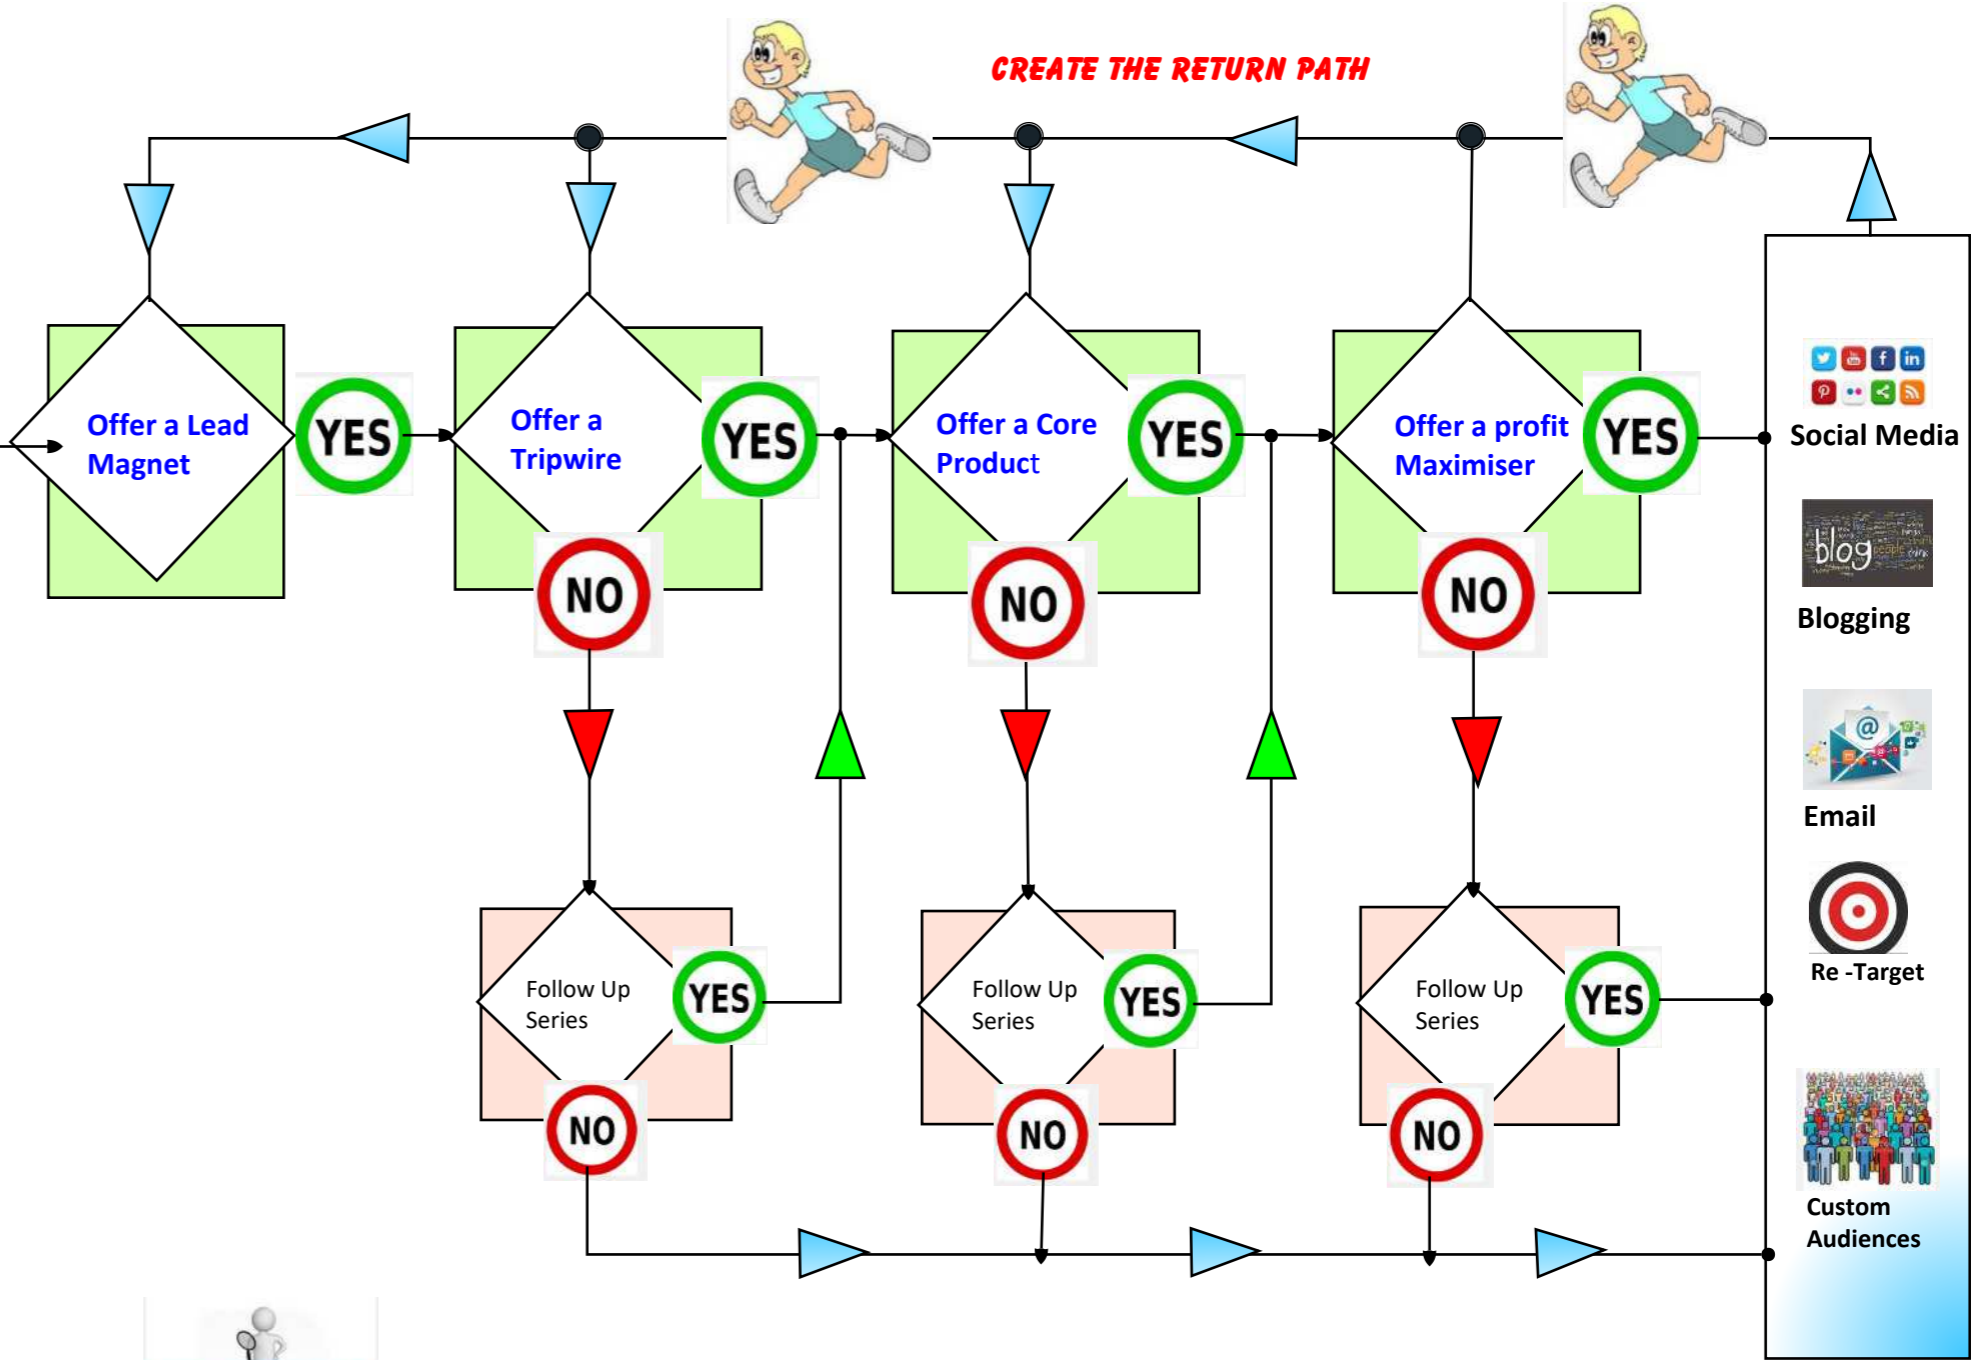 CREATE THE RETURN PATH
Offer a Lead
Magnet
YES
Offer a
Tripwire
YES
NO
Offer a Core
Product
YES
NO
Offer a profit
Maximiser
YES
NO
Follow Up
Series
YES
NO
Follow Up
Series
YES
NO
Follow Up
Series
YES
NO
Social Media
blog
people
think
Blogging
@
Email
Re -Target
Custom
Audiences